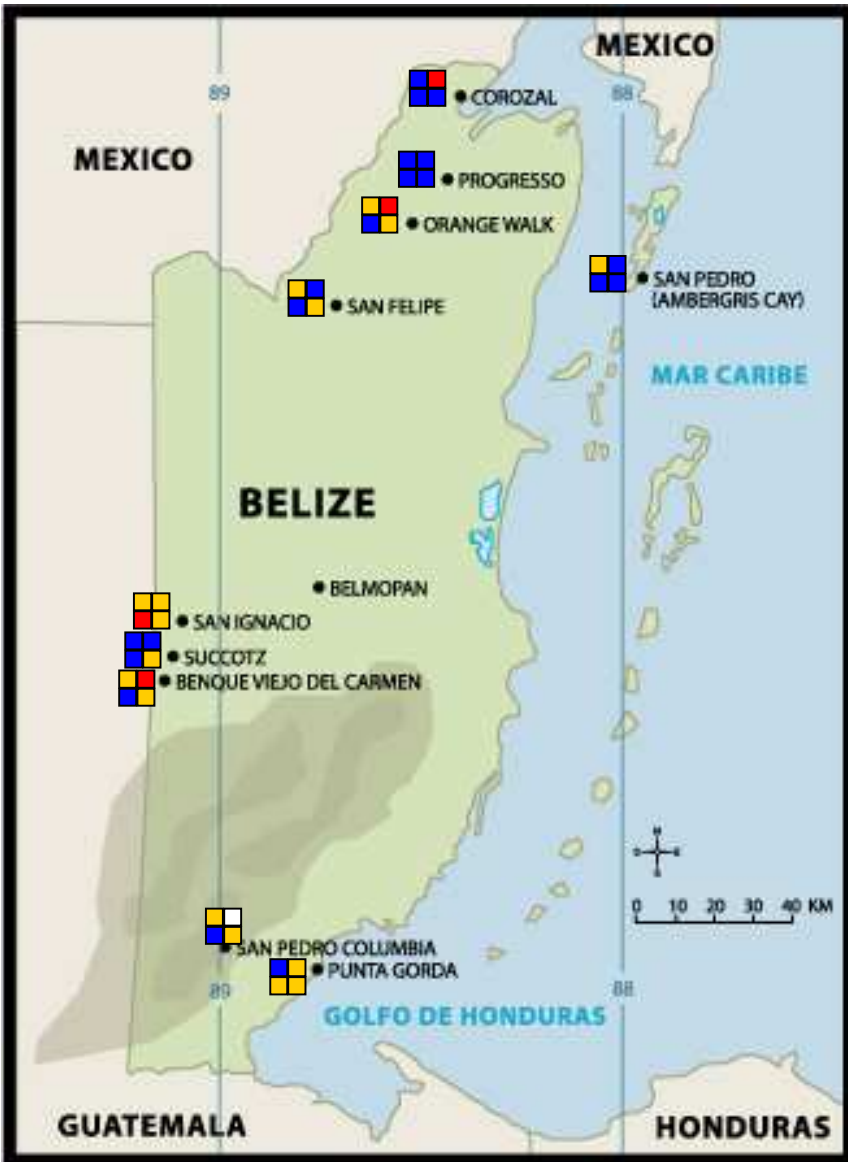 MEXICO
89
88
COROZAL
MEXICO
PROGRESSO
ORANGE WALK
SAN PEDRO
(AMBERGRIS CAY)
SAN FELIPE
MAR CARIBE
BELIZE
BELMOPAN
SAN IGNACIO
SUCCOTZ
BENQUE VIEJO DEL CARMEN
0 10 20 30 40 KM
SAN PEDRO COLUMBIA
PUNTA GORDA
89
88
GOLFO DE HONDURAS
GUATEMALA
HONDURAS